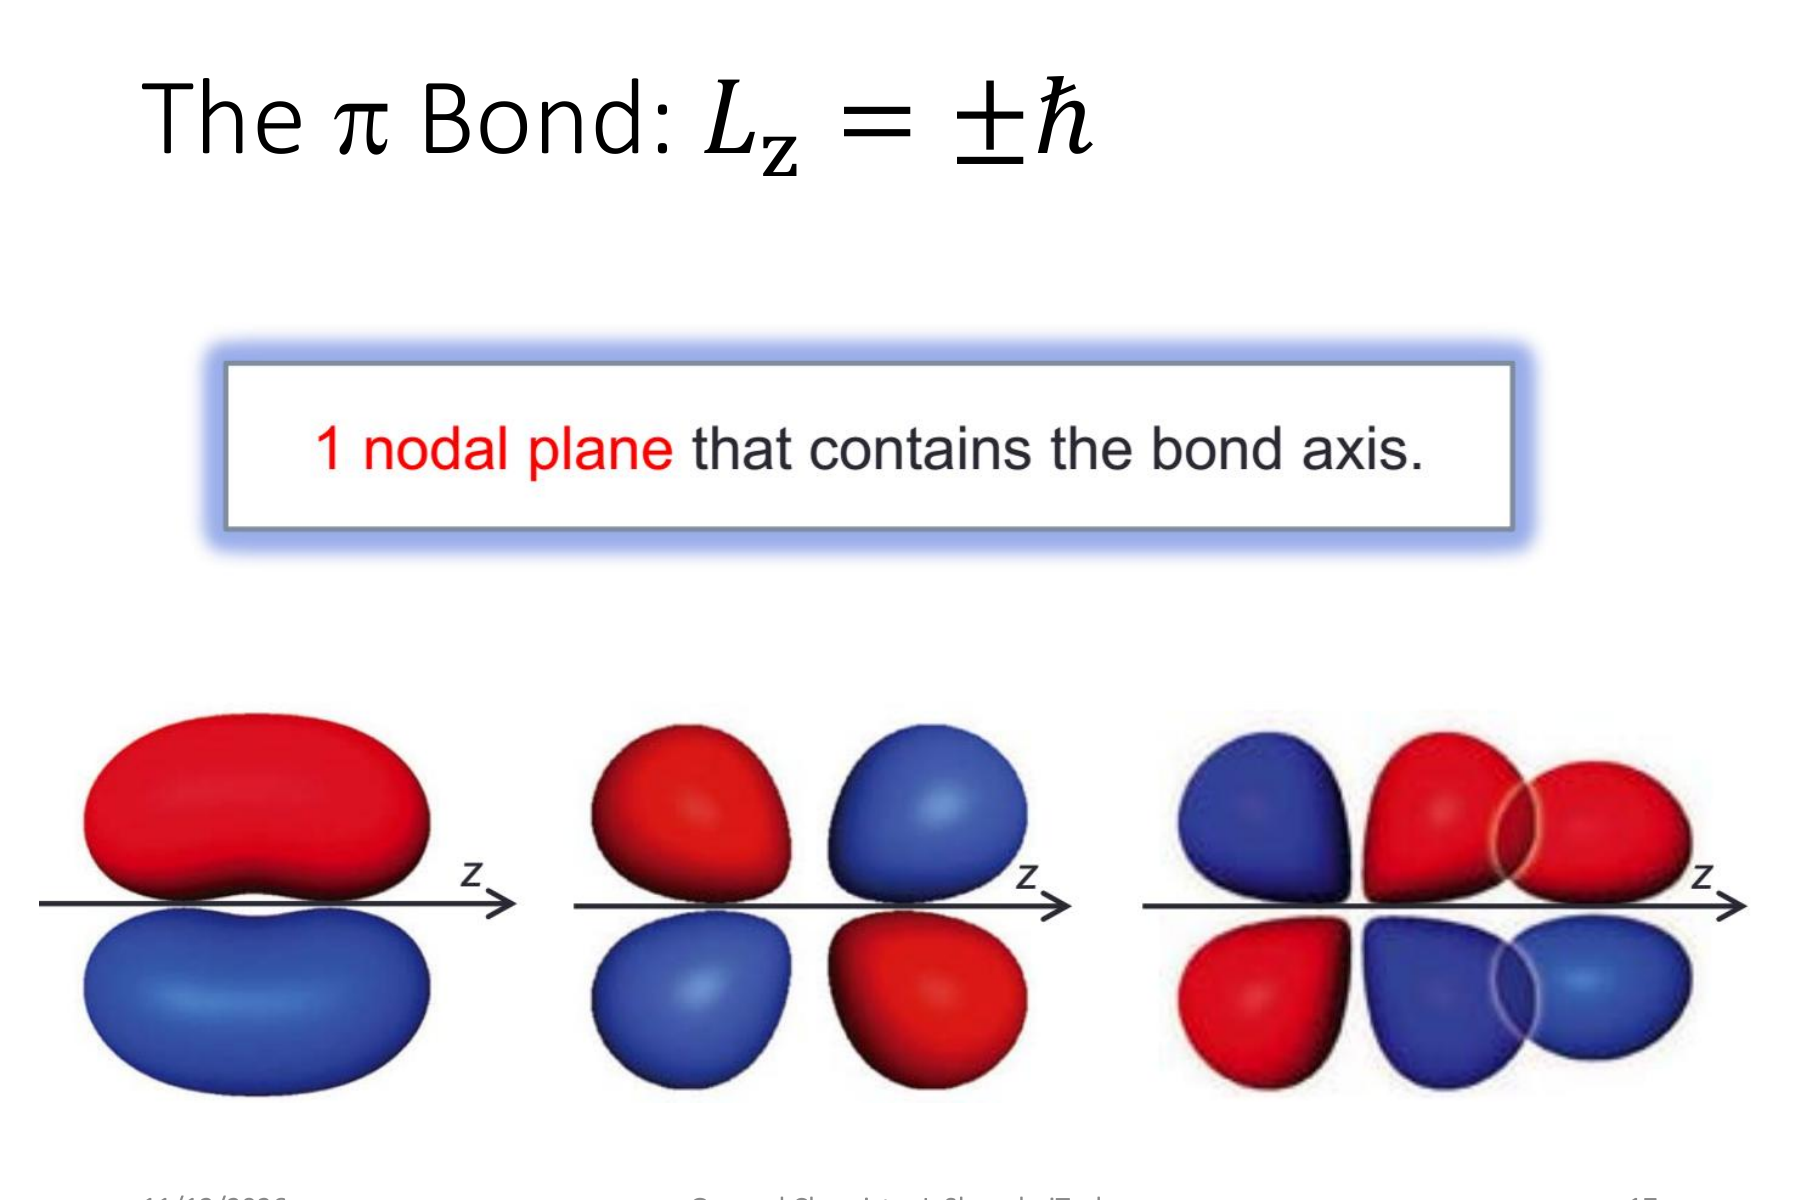 The π Bond: L_z = ±ℏ
1 nodal plane that contains the bond axis.
z
z
z